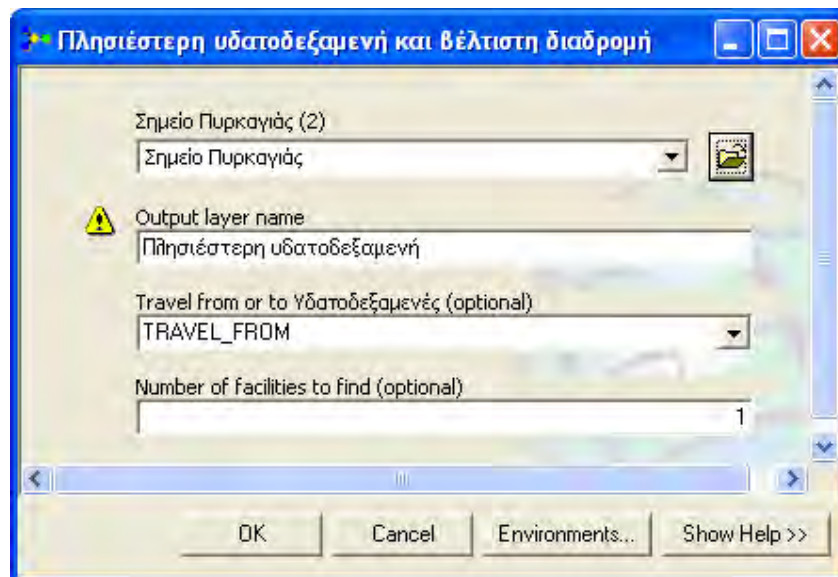 Πλησιέστερη υδατοδεξαμενή και βέλτιστη διαδρομή
Σημείο Πυρκαγιάς (2)
Σημείο Πυρκαγιάς
Output layer name
Πλησιέστερη υδατοδεξαμενή
Travel from or to Υδατοδεξαμενές (optional)
TRAVEL_FROM
Number of facilities to find (optional)
1
OK Cancel Environments... Show Help >>